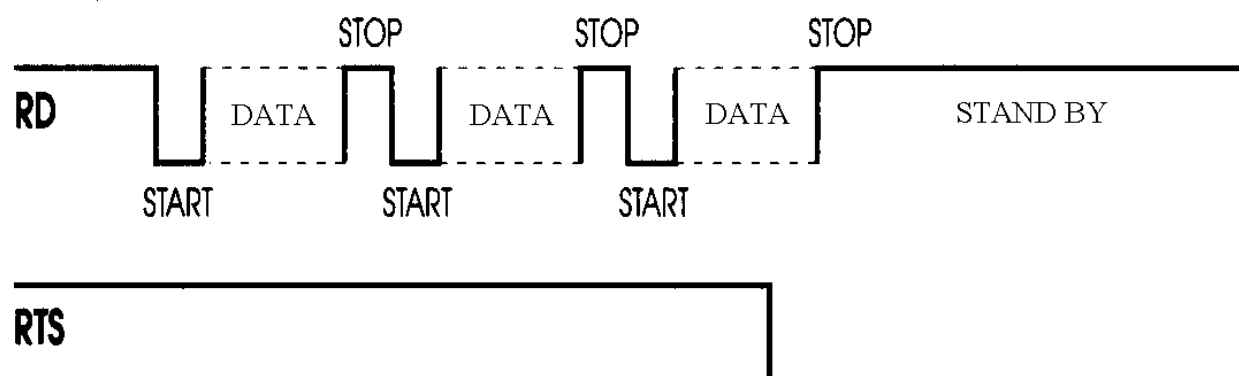 STOP STOP STOP
RD DATA DATA DATA STAND BY
START START START
RTS